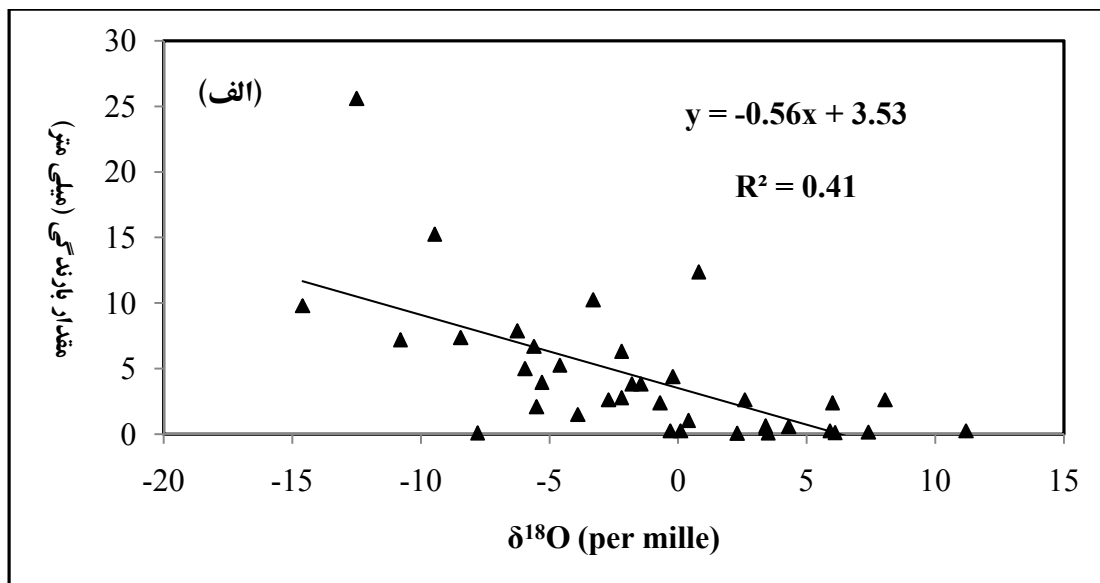 (الف)
y = -0.56x + 3.53
R² = 0.41
مقدار بارندگی (میلی متر)
30
25
20
15
10
5
0
-20 -15 -10 -5 0 5 10 15
δ¹⁸O (per mille)